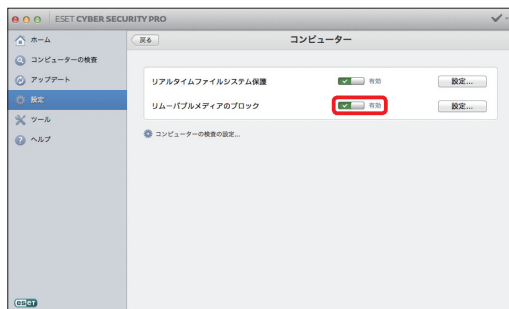 ESET CYBER SECURITY PRO
ホーム
コンピューターの検査
アップデート
設定
ツール
ヘルプ
戻る
コンピューター
リアルタイムファイルシステム保護
有効
設定...
リムーバブルメディアのブロック
有効
設定...
コンピューターの検査の設定...
eset